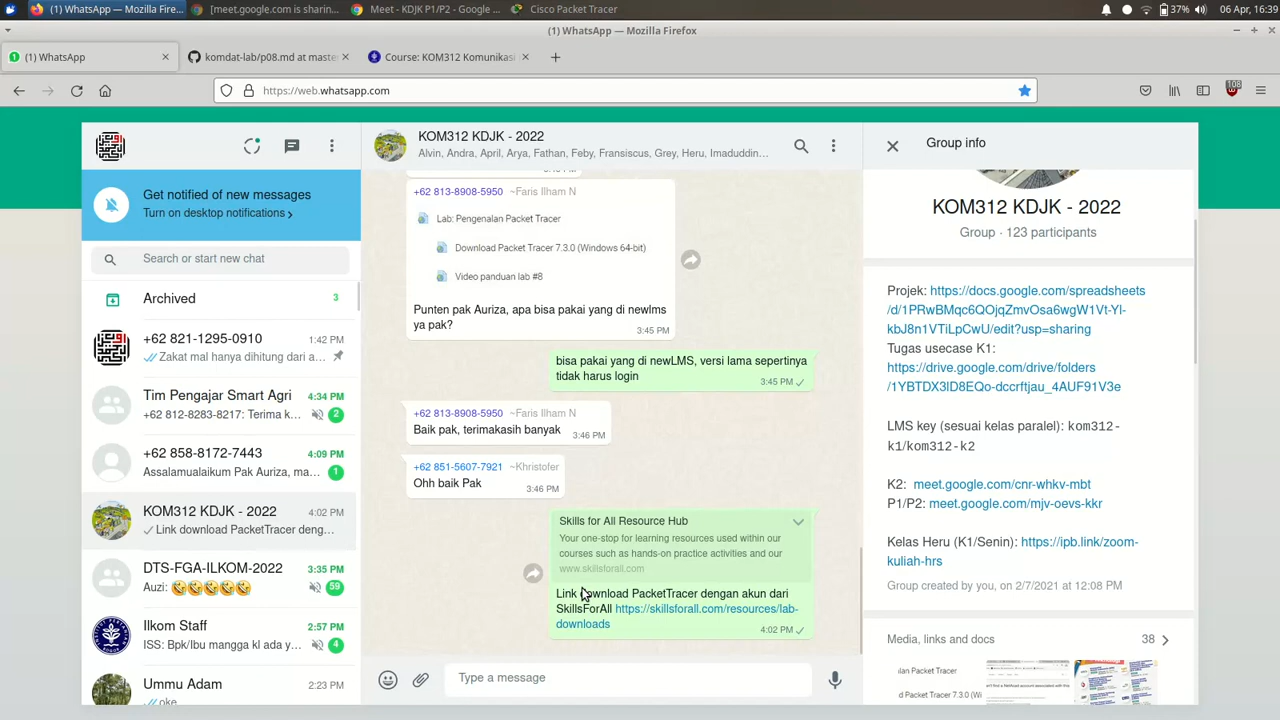 (1) WhatsApp — Mozilla Fire...
[meet.google.com is sharin...
Meet - KDJK P1/P2 - Google ...
Cisco Packet Tracer
37%
06 Apr, 16:39
(1) WhatsApp — Mozilla Firefox
(1) WhatsApp
komdat-lab/p08.md at master
Course: KOM312 Komunikasi
https://web.whatsapp.com
108
Get notified of new messages
Turn on desktop notifications >
Search or start new chat
Archived
3
+62 821-1295-0910
1:42 PM
Zakat mal hanya dihitung dari a...
Tim Pengajar Smart Agri
4:34 PM
+62 812-8283-8217: Terima k...
2
+62 858-8172-7443
4:09 PM
Assalamualaikum Pak Auriza, ma...
1
KOM312 KDJK - 2022
4:02 PM
Link download PacketTracer deng...
DTS-FGA-ILKOM-2022
3:35 PM
Auzi: 🤣🤣🤣🤣🤣
59
Ilkom Staff
2:57 PM
ISS: Bpk/Ibu mangga kl ada y...
4
Ummu Adam
oke
KOM312 KDJK - 2022
Alvin, Andra, April, Arya, Fathan, Feby, Fransiscus, Grey, Heru, Imaduddin...
+62 813-8908-5950 ~Faris Ilham N
Lab: Pengenalan Packet Tracer
Download Packet Tracer 7.3.0 (Windows 64-bit)
Video panduan lab #8
Punten pak Auriza, apa bisa pakai yang di newlms
ya pak?
3:45 PM
bisa pakai yang di newLMS, versi lama sepertinya
tidak harus login
3:45 PM
+62 813-8908-5950 ~Faris Ilham N
Baik pak, terimakasih banyak
3:46 PM
+62 851-5607-7921 ~Khristofer
Ohh baik Pak
3:46 PM
Skills for All Resource Hub
Your one-stop for learning resources used within our
courses such as hands-on practice activities and our
www.skillsforall.com
Link download PacketTracer dengan akun dari
SkillsForAll https://skillsforall.com/resources/lab-
downloads
4:02 PM
Type a message
Group info
KOM312 KDJK - 2022
Group · 123 participants
Projek: https://docs.google.com/spreadsheets
/d/1PRwBMqc6QOjqZmvOsa6wgW1Vt-Yl-
kbJ8n1VTiLpCwU/edit?usp=sharing
Tugas usecase K1:
https://drive.google.com/drive/folders
/1YBTDX3lD8EQo-dccrftjau_4AUF91V3e
LMS key (sesuai kelas paralel): kom312-
k1/kom312-k2
K2: meet.google.com/cnr-whkv-mbt
P1/P2: meet.google.com/mjv-oevs-kkr
Kelas Heru (K1/Senin): https://ipb.link/zoom-
kuliah-hrs
Group created by you, on 2/7/2021 at 12:08 PM
Media, links and docs
38
lan Packet Tracer
d Packet Tracer 7.3.0 (Wi